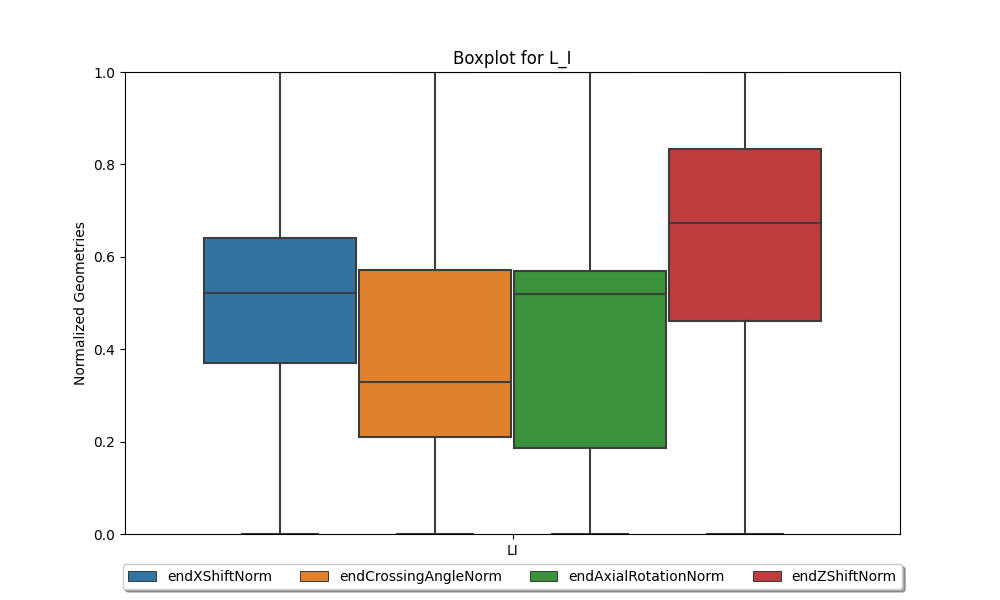 Boxplot for L_I
Normalized Geometries
1.0
0.8
0.6
0.4
0.2
0.0
LI
endXShiftNorm endCrossingAngleNorm endAxialRotationNorm endZShiftNorm